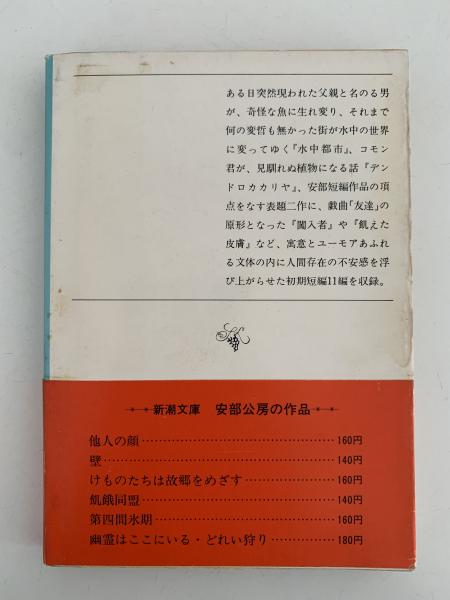 ある日突然現われた父親と名のる男
が、奇怪な魚に生れ変り、それまで
何の変哲も無かった街が水中の世界
に変ってゆく『水中都市』、コモン
君が、見馴れぬ植物になる話『デン
ドロカカリヤ』、安部短編作品の頂
点をなす表題二作に、戯曲「友達」の
原形となった『闖入者』や『飢えた
皮膚』など、寓意とユーモアあふれ
る文体の内に人間存在の不安感を浮
び上がらせた初期短編11編を収録。
新潮文庫 安部公房の作品
他人の顔……160円
壁……140円
けものたちは故郷をめざす……160円
飢餓同盟……140円
第四間氷期……160円
幽霊はここにいる・どれい狩り……180円